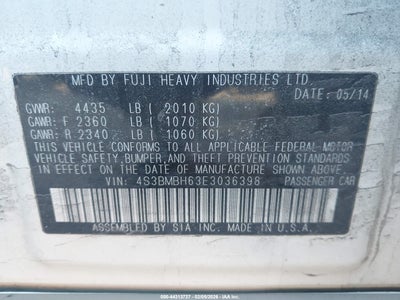 MFD BY FUJI HEAVY INDUSTRIES LTD.
DATE: 05/14
GVWR: 4435 LB ( 2010 KG)
GAWR: F 2360 LB ( 1070 KG)
GAWR: R 2340 LB ( 1060 KG)
THIS VEHICLE CONFORMS TO ALL APPLICABLE FEDERAL MOTOR
VEHICLE SAFETY, BUMPER, AND THEFT PREVENTION STANDARDS
IN EFFECT ON THE DATE OF MANUFACTURE SHOWN ABOVE.
VIN: 4S3BMBH63E3036398 PASSENGER CAR
ASSEMBLED BY SIA INC. MADE IN U.S.A.